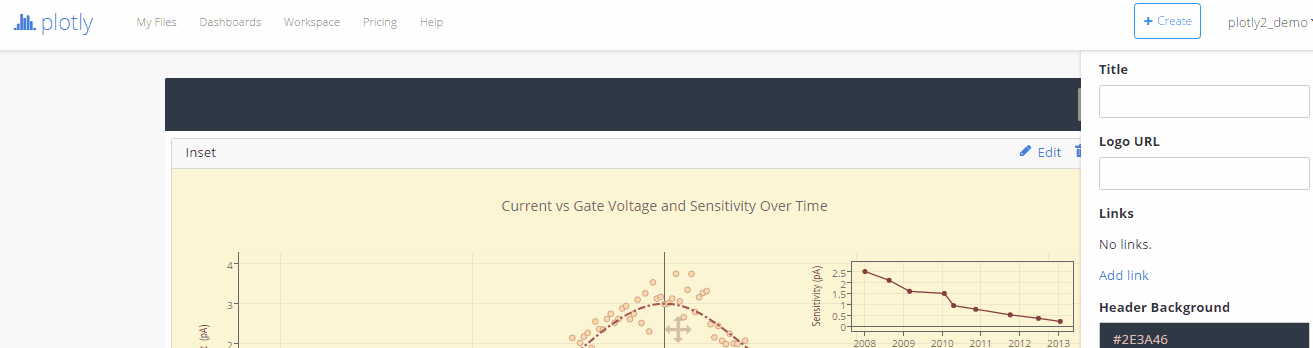 plotly My Files Dashboards Workspace Pricing Help + Create plotly2_demo
Title
Logo URL
Inset Edit
Links
Current vs Gate Voltage and Sensitivity Over Time
No links.
Add link
Header Background
#2E3A46
4
3
2
(pA)
Sensitivity (pA)
2.5
2
1.5
1
0.5
0
2008 2009 2010 2011 2012 2013